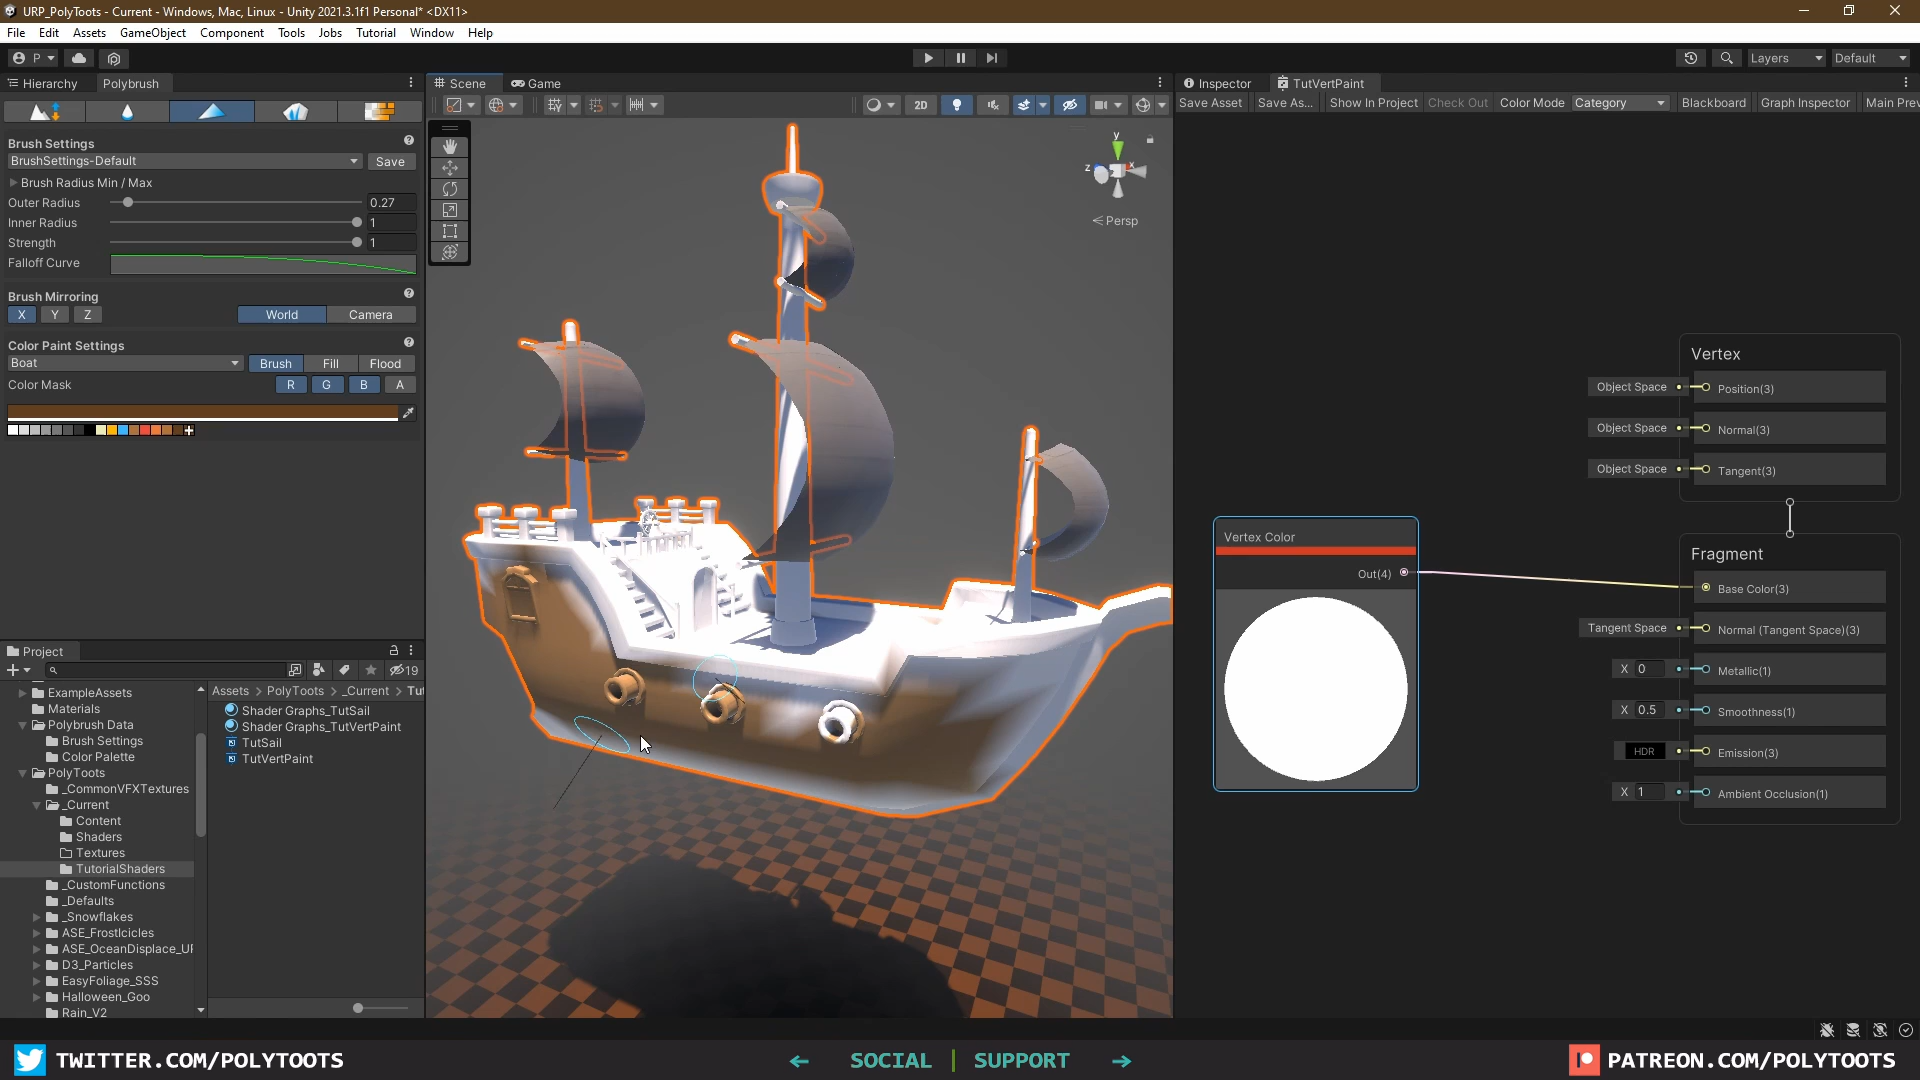 URP_PolyToots - Current - Windows, Mac, Linux - Unity 2021.3.1f1 Personal* <DX11>
File Edit Assets GameObject Component Tools Jobs Tutorial Window Help
P
Layers Default
Hierarchy Polybrush
Scene Game
Inspector TutVertPaint
2D
Save Asset Save As... Show In Project Check Out Color Mode Category Blackboard Graph Inspector Main Prev
Brush Settings
BrushSettings-Default Save
Brush Radius Min / Max
Outer Radius 0.27
Inner Radius 1
Strength 1
Falloff Curve
Brush Mirroring
X Y Z World Camera
Color Paint Settings
Boat Brush Fill Flood
Color Mask R G B A
y
z x
Persp
Vertex
Object Space Position(3)
Object Space Normal(3)
Object Space Tangent(3)
Vertex Color
Out(4)
Fragment
Base Color(3)
Tangent Space Normal (Tangent Space)(3)
X 0 Metallic(1)
X 0.5 Smoothness(1)
HDR Emission(3)
X 1 Ambient Occlusion(1)
Project
19
ExampleAssets
Materials
Polybrush Data
Brush Settings
Color Palette
PolyToots
_CommonVFXTextures
_Current
Content
Shaders
Textures
TutorialShaders
_CustomFunctions
_Defaults
_Snowflakes
ASE_FrostIcicles
ASE_OceanDisplace_UF
D3_Particles
EasyFoliage_SSS
Halloween_Goo
Rain_V2
Assets > PolyToots > _Current > Tut
Shader Graphs_TutSail
Shader Graphs_TutVertPaint
TutSail
TutVertPaint
TWITTER.COM/POLYTOOTS
← SOCIAL | SUPPORT →
PATREON.COM/POLYTOOTS